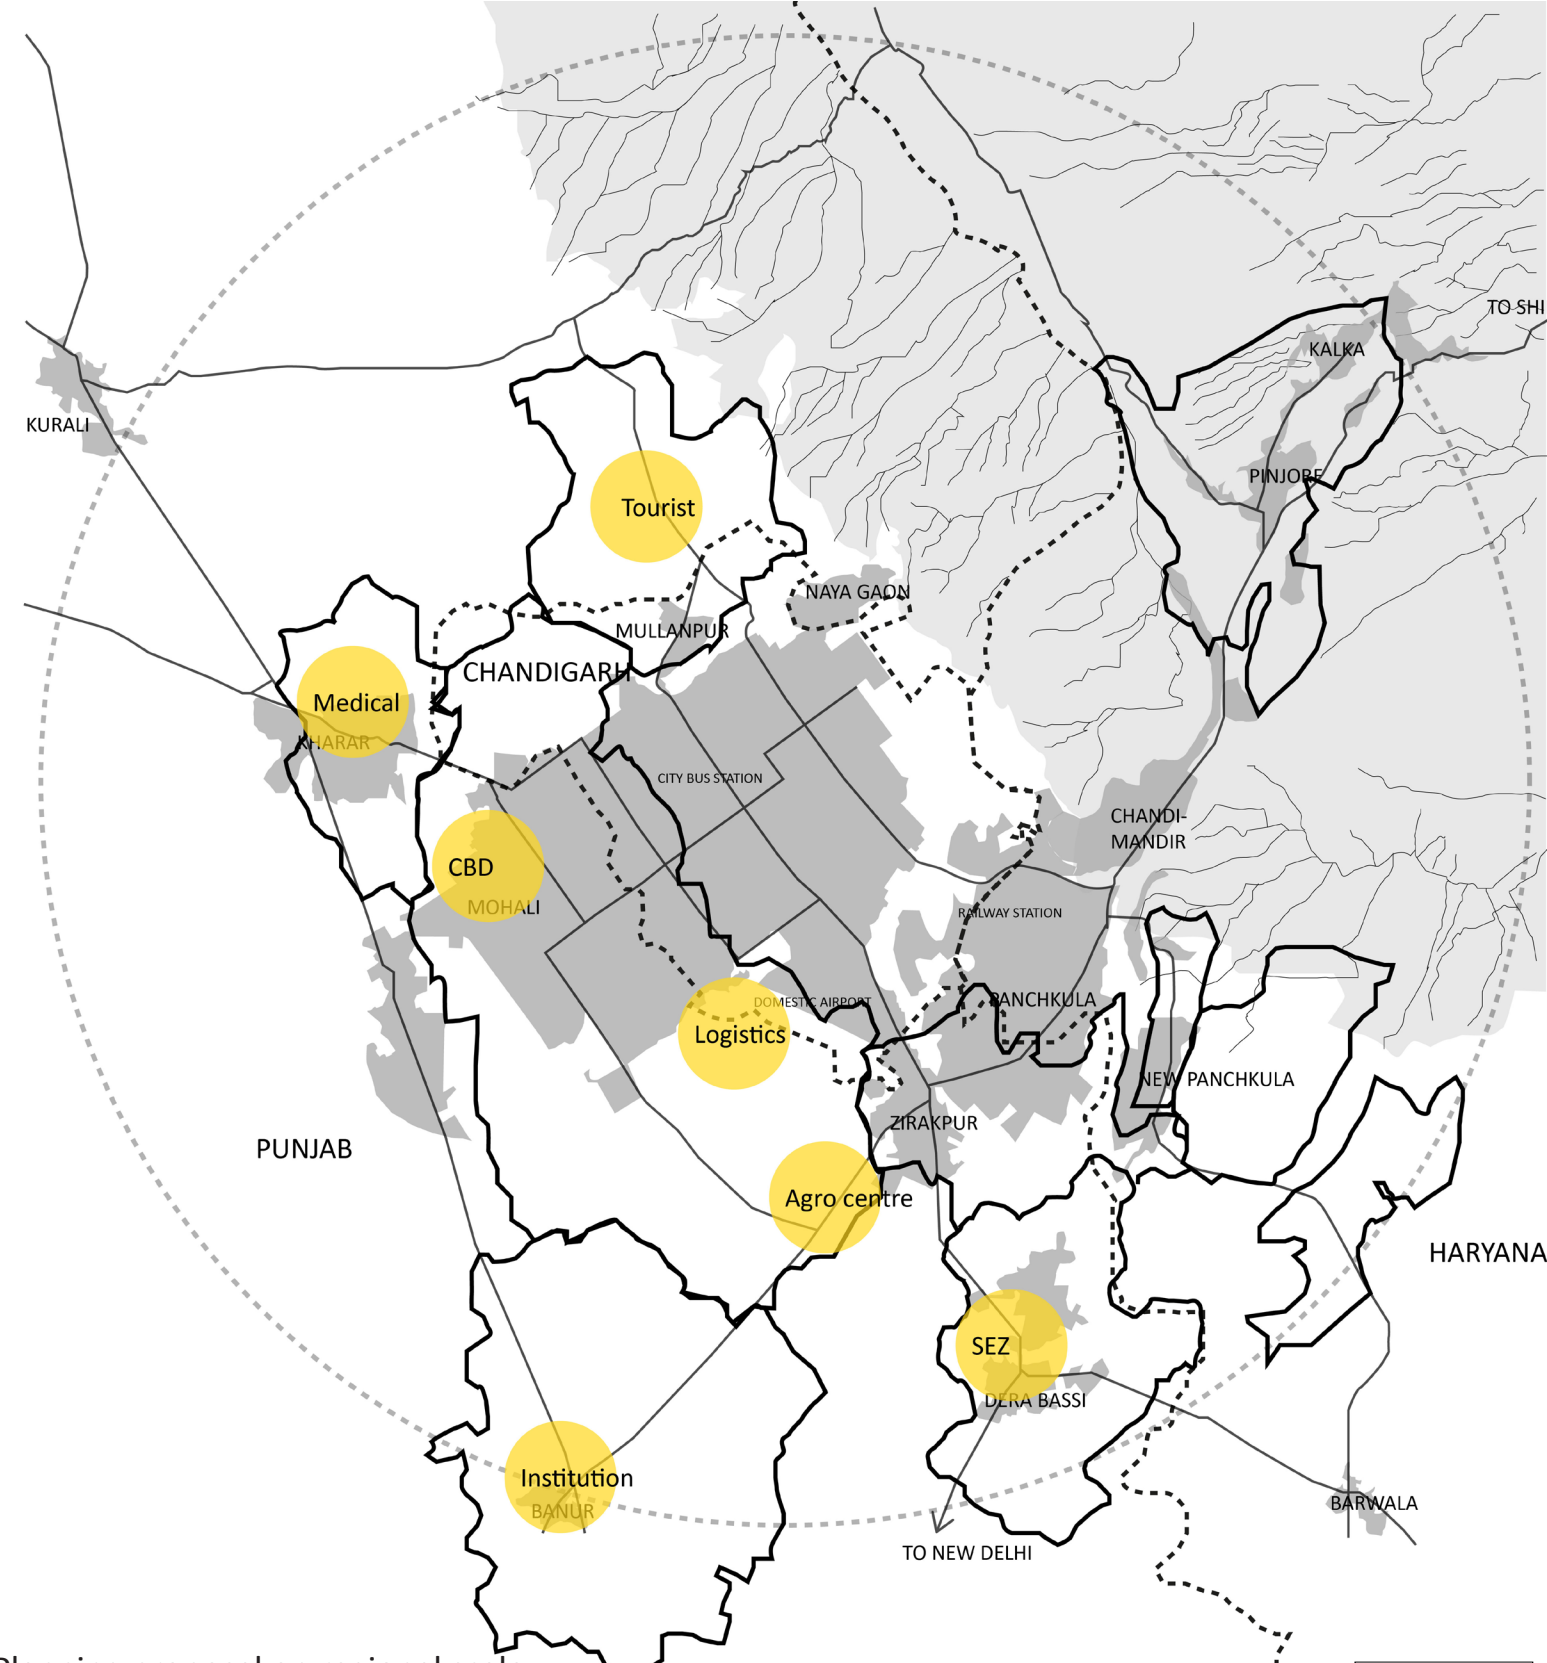 TO SHI
KALKA
KURALI
PINJORE
Tourist
NAYA GAON
MULLANPUR
CHANDIGARH
Medical
KHARAR
CITY BUS STATION
CHANDI-
MANDIR
CBD
MOHALI
RAILWAY STATION
DOMESTIC AIRPORT
PANCHKULA
Logistics
NEW PANCHKULA
ZIRAKPUR
PUNJAB
Agro centre
HARYANA
SEZ
DERA BASSI
Institution
BANUR
BARWALA
TO NEW DELHI